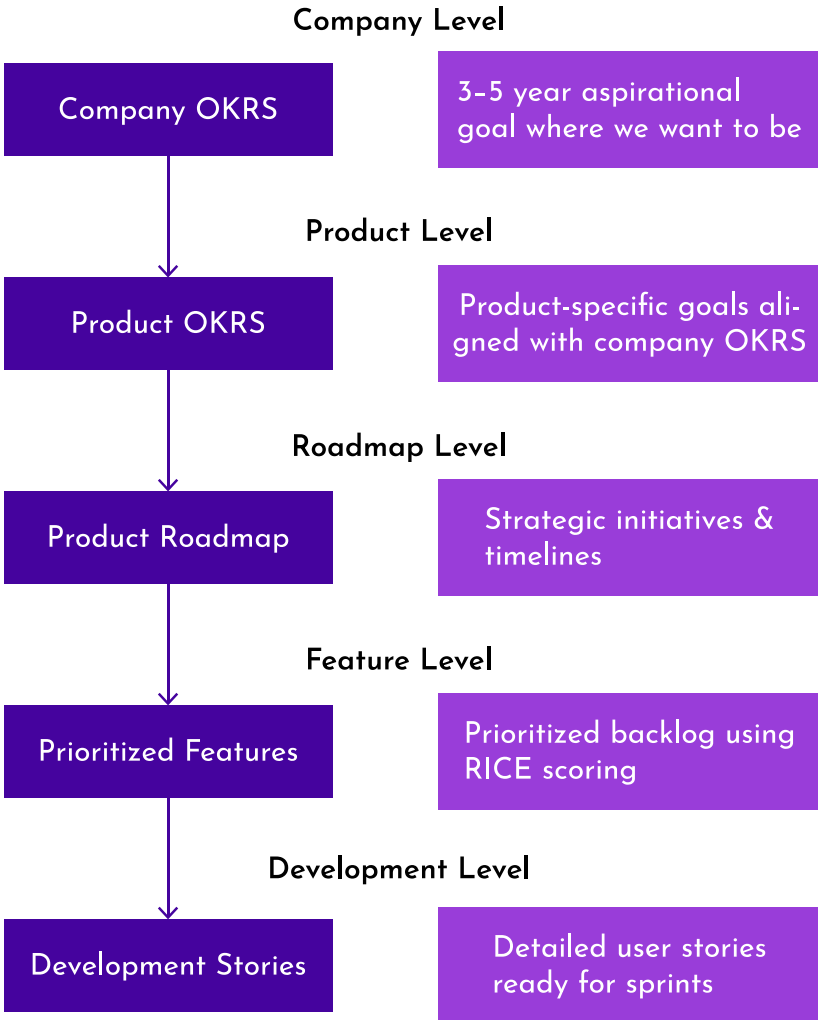 Company Level
Company OKRS
3–5 year aspirational
goal where we want to be
Product Level
Product OKRS
Product-specific goals ali-
gned with company OKRS
Roadmap Level
Product Roadmap
Strategic initiatives &
timelines
Feature Level
Prioritized Features
Prioritized backlog using
RICE scoring
Development Level
Development Stories
Detailed user stories
ready for sprints